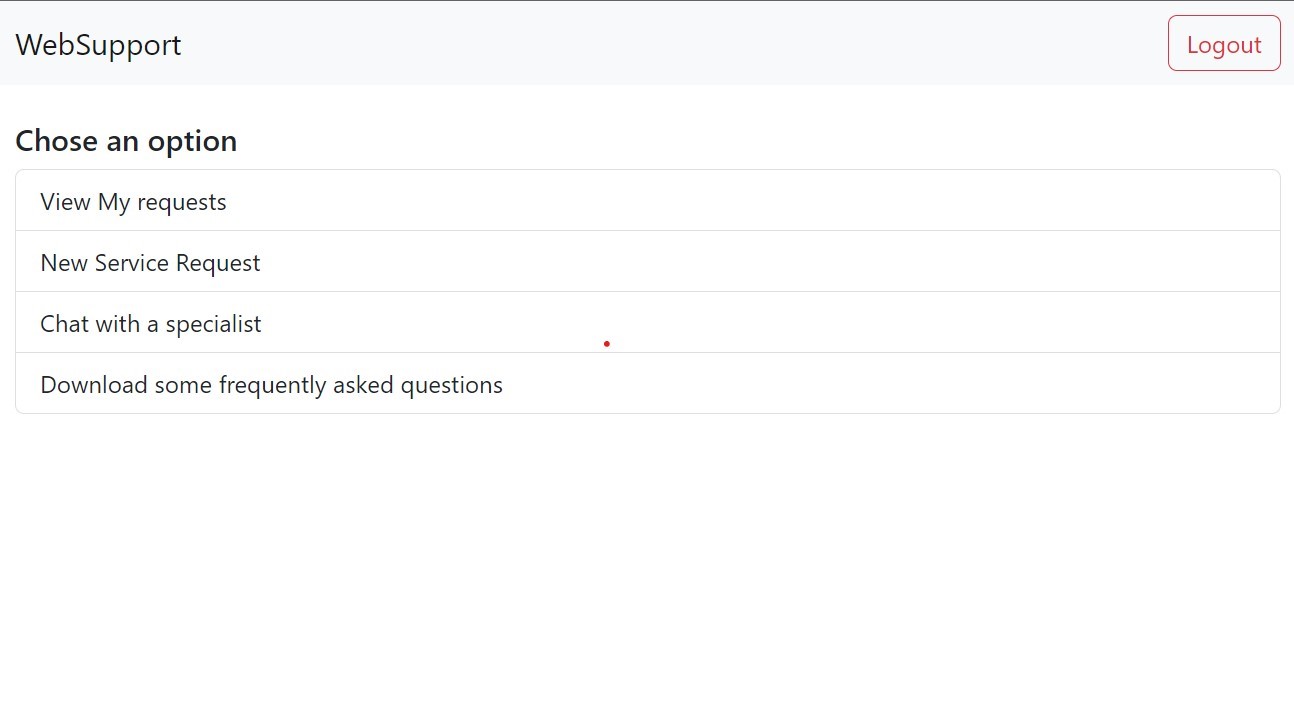 WebSupport
Logout
Chose an option
View My requests
New Service Request
Chat with a specialist
Download some frequently asked questions